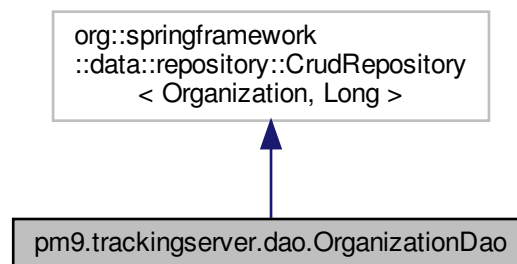 org::springframework
::data::repository::CrudRepository
< Organization, Long >
pm9.trackingserver.dao.OrganizationDao